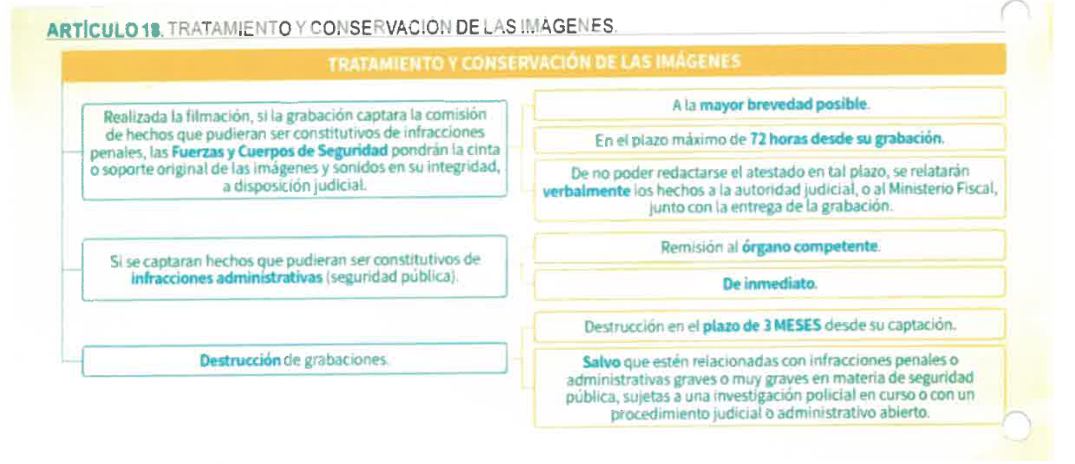 ARTÍCULO 18. TRATAMIENTO Y CONSERVACIÓN DE LAS IMÁGENES.
TRATAMIENTO Y CONSERVACIÓN DE LAS IMÁGENES
Realizada la filmación, si la grabación captara la comisión
de hechos que pudieran ser constitutivos de infracciones
penales, las Fuerzas y Cuerpos de Seguridad pondrán la cinta
o soporte original de las imágenes y sonidos en su integridad,
a disposición judicial.
A la mayor brevedad posible.
En el plazo máximo de 72 horas desde su grabación.
De no poder redactarse el atestado en tal plazo, se relatarán
verbalmente los hechos a la autoridad judicial, o al Ministerio Fiscal,
junto con la entrega de la grabación.
Si se captaran hechos que pudieran ser constitutivos de
infracciones administrativas (seguridad pública).
Remisión al órgano competente.
De inmediato.
Destrucción de grabaciones.
Destrucción en el plazo de 3 MESES desde su captación.
Salvo que estén relacionadas con infracciones penales o
administrativas graves o muy graves en materia de seguridad
pública, sujetas a una investigación policial en curso o con un
procedimiento judicial o administrativo abierto.